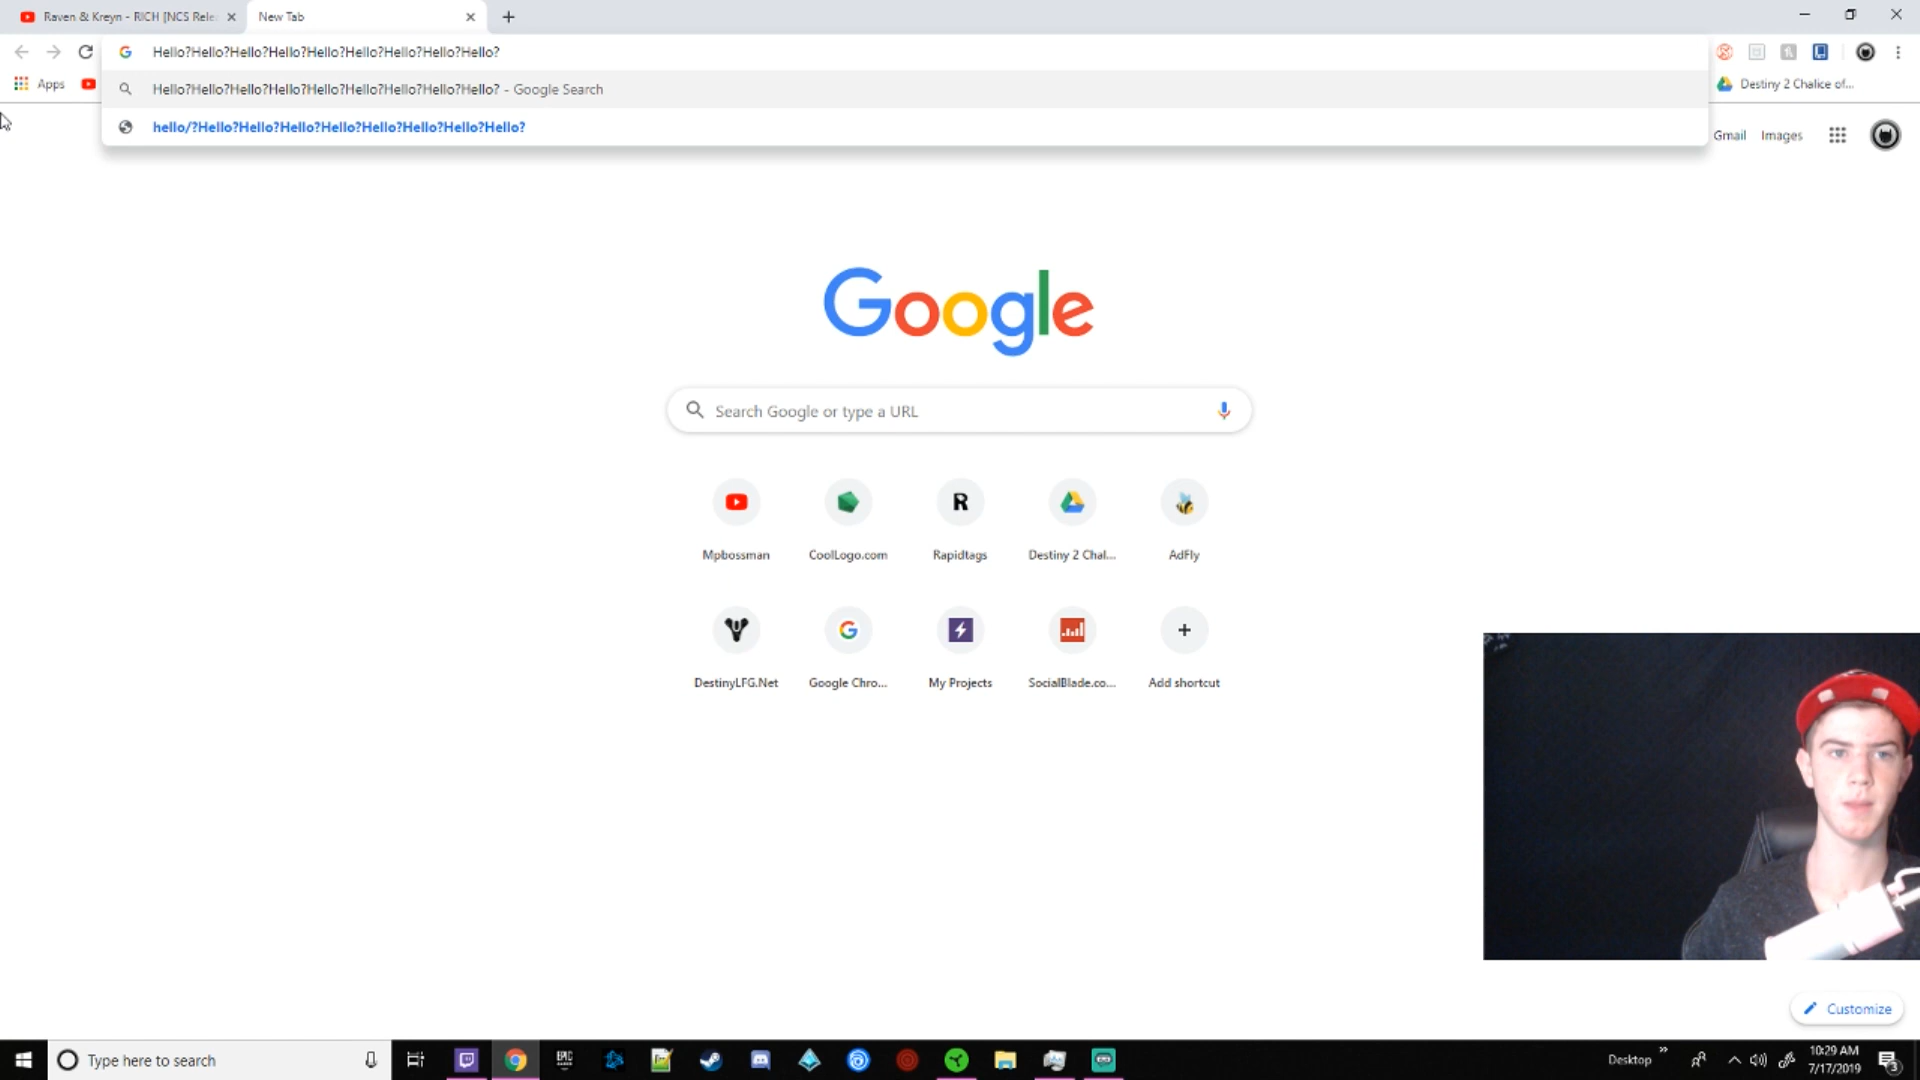 Raven & Kreyn - RICH [NCS Rele
New Tab
Hello?Hello?Hello?Hello?Hello?Hello?Hello?Hello?Hello?
Apps
Hello?Hello?Hello?Hello?Hello?Hello?Hello?Hello?Hello? - Google Search
Destiny 2 Chalice of...
hello/?Hello?Hello?Hello?Hello?Hello?Hello?Hello?Hello?
Gmail Images
Google
Search Google or type a URL
Mpbossman CoolLogo.com Rapidtags Destiny 2 Chal... AdFly
DestinyLFG.Net Google Chro... My Projects SocialBlade.co... Add shortcut
Customize
Type here to search
EPIC
GAMES
Desktop
10:29 AM
7/17/2019
3